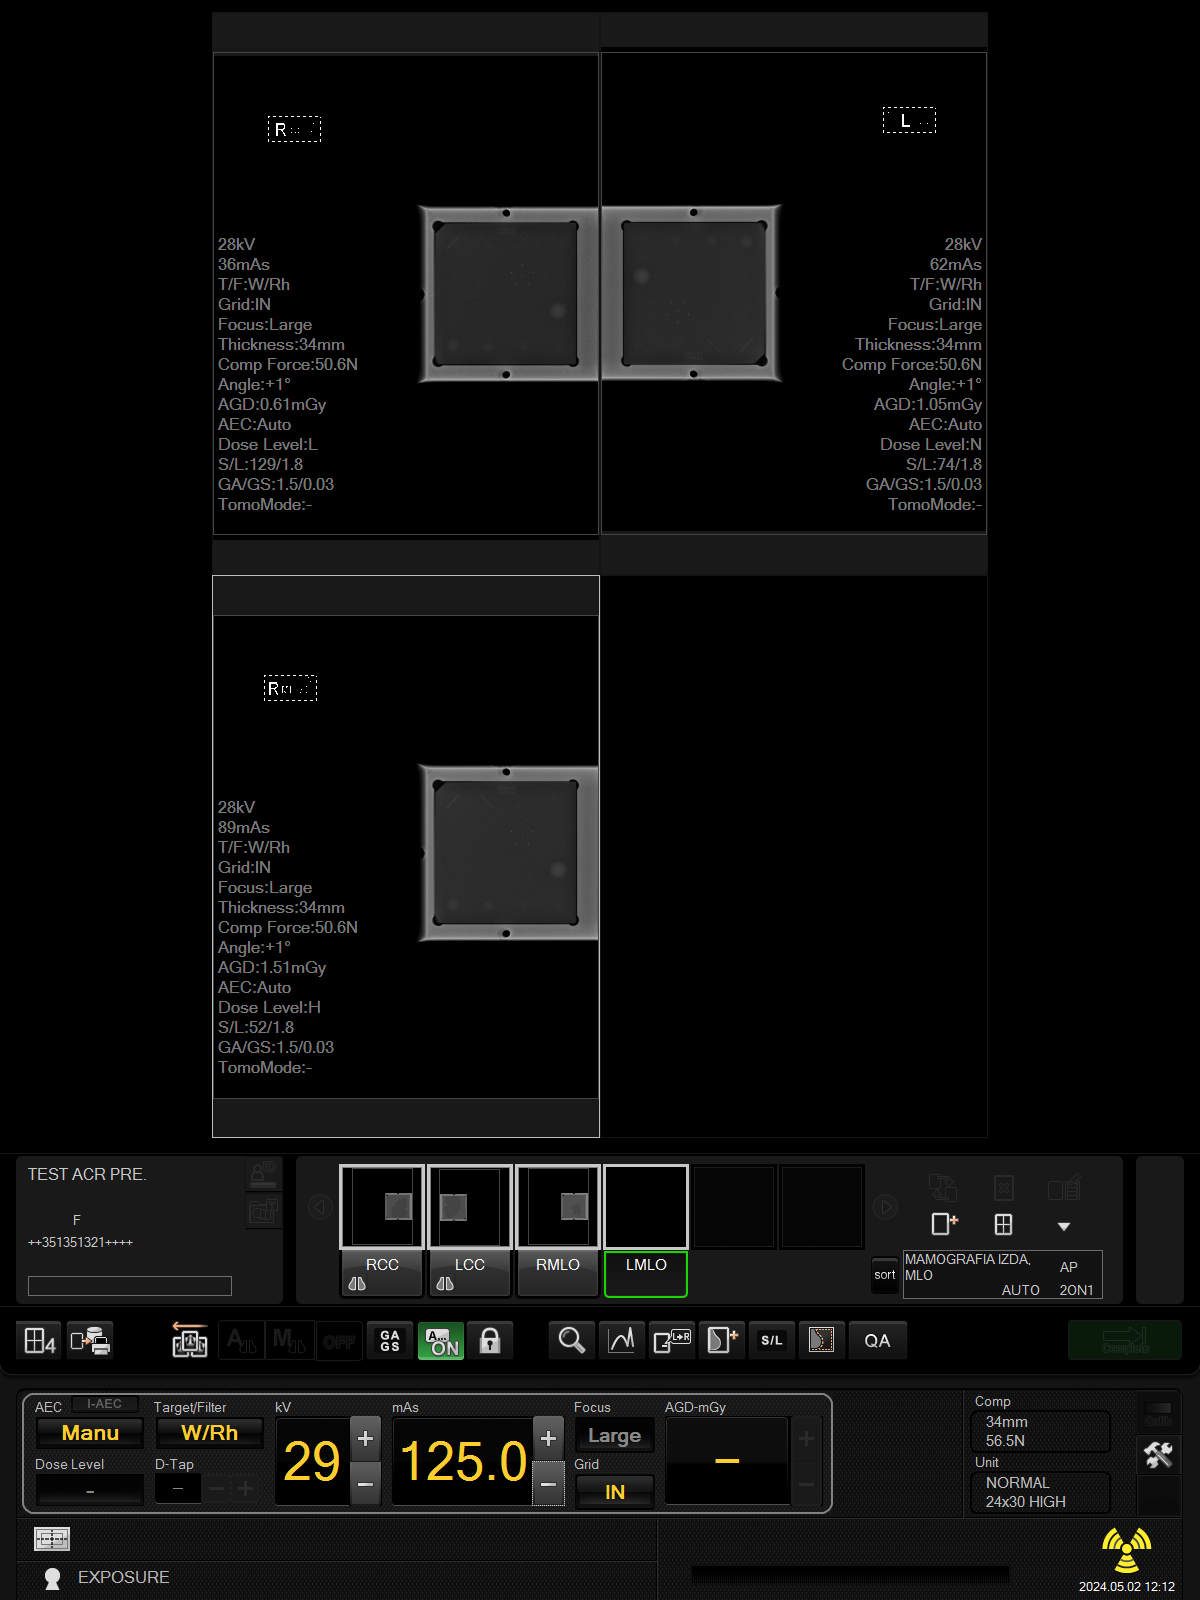 R
L
28kV
36mAs
T/F:W/Rh
Grid:IN
Focus:Large
Thickness:34mm
Comp Force:50.6N
Angle:+1°
AGD:0.61mGy
AEC:Auto
Dose Level:L
S/L:129/1.8
GA/GS:1.5/0.03
TomoMode:-
28kV
62mAs
T/F:W/Rh
Grid:IN
Focus:Large
Thickness:34mm
Comp Force:50.6N
Angle:+1°
AGD:1.05mGy
AEC:Auto
Dose Level:N
S/L:74/1.8
GA/GS:1.5/0.03
TomoMode:-
R
28kV
89mAs
T/F:W/Rh
Grid:IN
Focus:Large
Thickness:34mm
Comp Force:50.6N
Angle:+1°
AGD:1.51mGy
AEC:Auto
Dose Level:H
S/L:52/1.8
GA/GS:1.5/0.03
TomoMode:-
TEST ACR PRE.
F
++351351321++++
RCC
LCC
RMLO
LMLO
sort
MAMOGRAFIA IZDA,
MLO
AP
AUTO
2ON1
4
A
M
OFF
GA
GS
A...
ON
L↔R
S/L
QA
Complete
AEC
I-AEC
Manu
Dose Level
-
Target/Filter
W/Rh
D-Tap
-
kV
29
mAs
125.0
Focus
Large
Grid
IN
AGD-mGy
-
Comp
34mm
56.5N
Unit
NORMAL
24x30 HIGH
EXPOSURE
2024.05.02 12:12